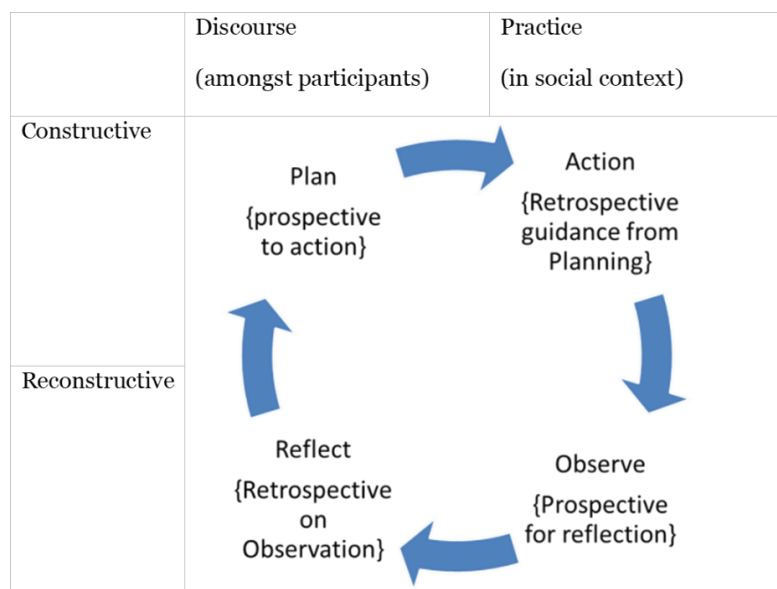 Discourse
(amongst participants)
Practice
(in social context)
Constructive
Plan
{prospective
to action}
Action
{Retrospective
guidance from
Planning}
Reconstructive
Reflect
{Retrospective
on
Observation}
Observe
{Prospective
for reflection}